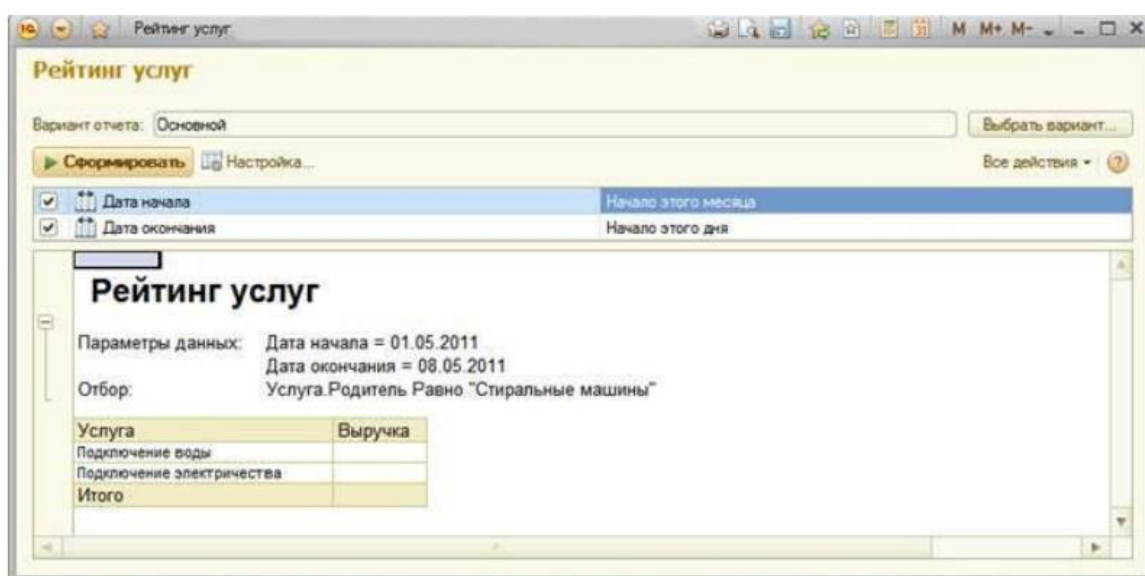 1С Рейтинг услуг M M+ M-
Рейтинг услуг
Вариант отчета: Основной Выбрать вариант...
Сформировать Настройка... Все действия ?
Дата начала Начало этого месяца
Дата окончания Начало этого дня
Рейтинг услуг
Параметры данных: Дата начала = 01.05.2011
Дата окончания = 08.05.2011
Отбор: Услуга.Родитель Равно "Стиральные машины"
Услуга Выручка
Подключение воды
Подключение электричества
Итого